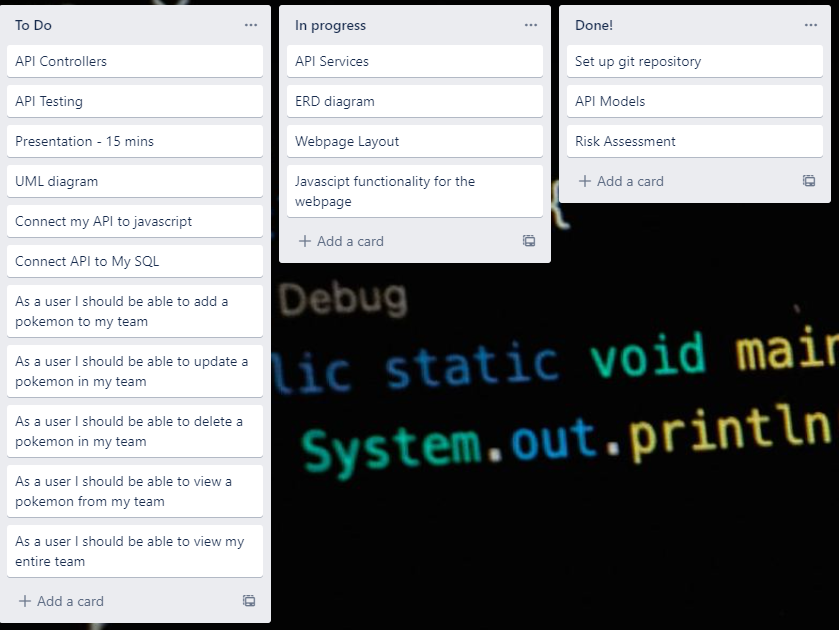 To Do
API Controllers
API Testing
Presentation - 15 mins
UML diagram
Connect my API to javascript
Connect API to My SQL
As a user I should be able to add a
pokemon to my team
As a user I should be able to update a
pokemon in my team
As a user I should be able to delete a
pokemon in my team
As a user I should be able to view a
pokemon from my team
As a user I should be able to view my
entire team
+ Add a card
In progress
API Services
ERD diagram
Webpage Layout
Javascipt functionality for the
webpage
+ Add a card
Done!
Set up git repository
API Models
Risk Assessment
+ Add a card
{
Debug
lic static void main
System.out.println